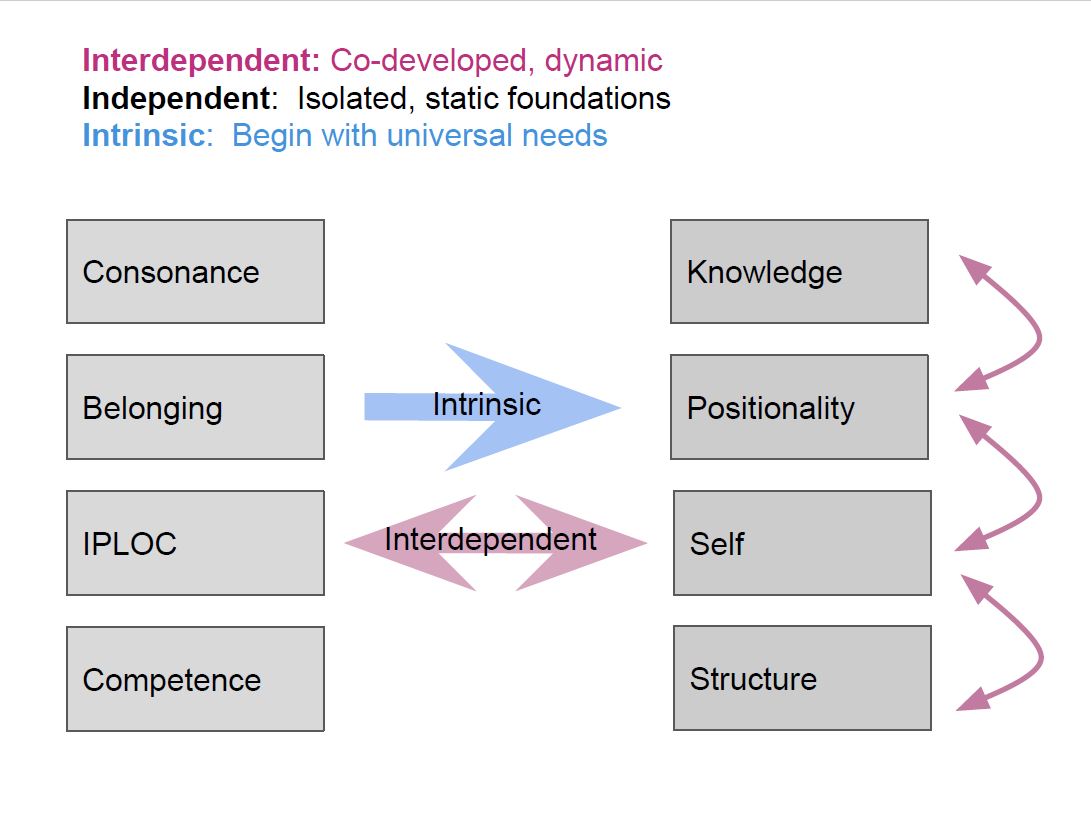 Interdependent: Co-developed, dynamic
Independent:  Isolated, static foundations
Intrinsic:  Begin with universal needs
Consonance
Knowledge
Belonging
Intrinsic
Positionality
IPLOC
Interdependent
Self
Competence
Structure